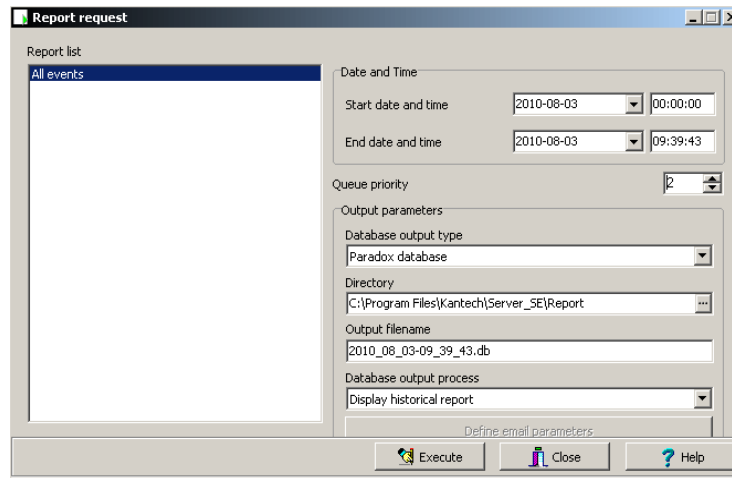 Report request
Report list
All events
Date and Time
Start date and time 2010-08-03 00:00:00
End date and time 2010-08-03 09:39:43
Queue priority 2
Output parameters
Database output type
Paradox database
Directory
C:\Program Files\Kantech\Server_SE\Report ...
Output filename
2010_08_03-09_39_43.db
Database output process
Display historical report
Define email parameters
Execute Close Help